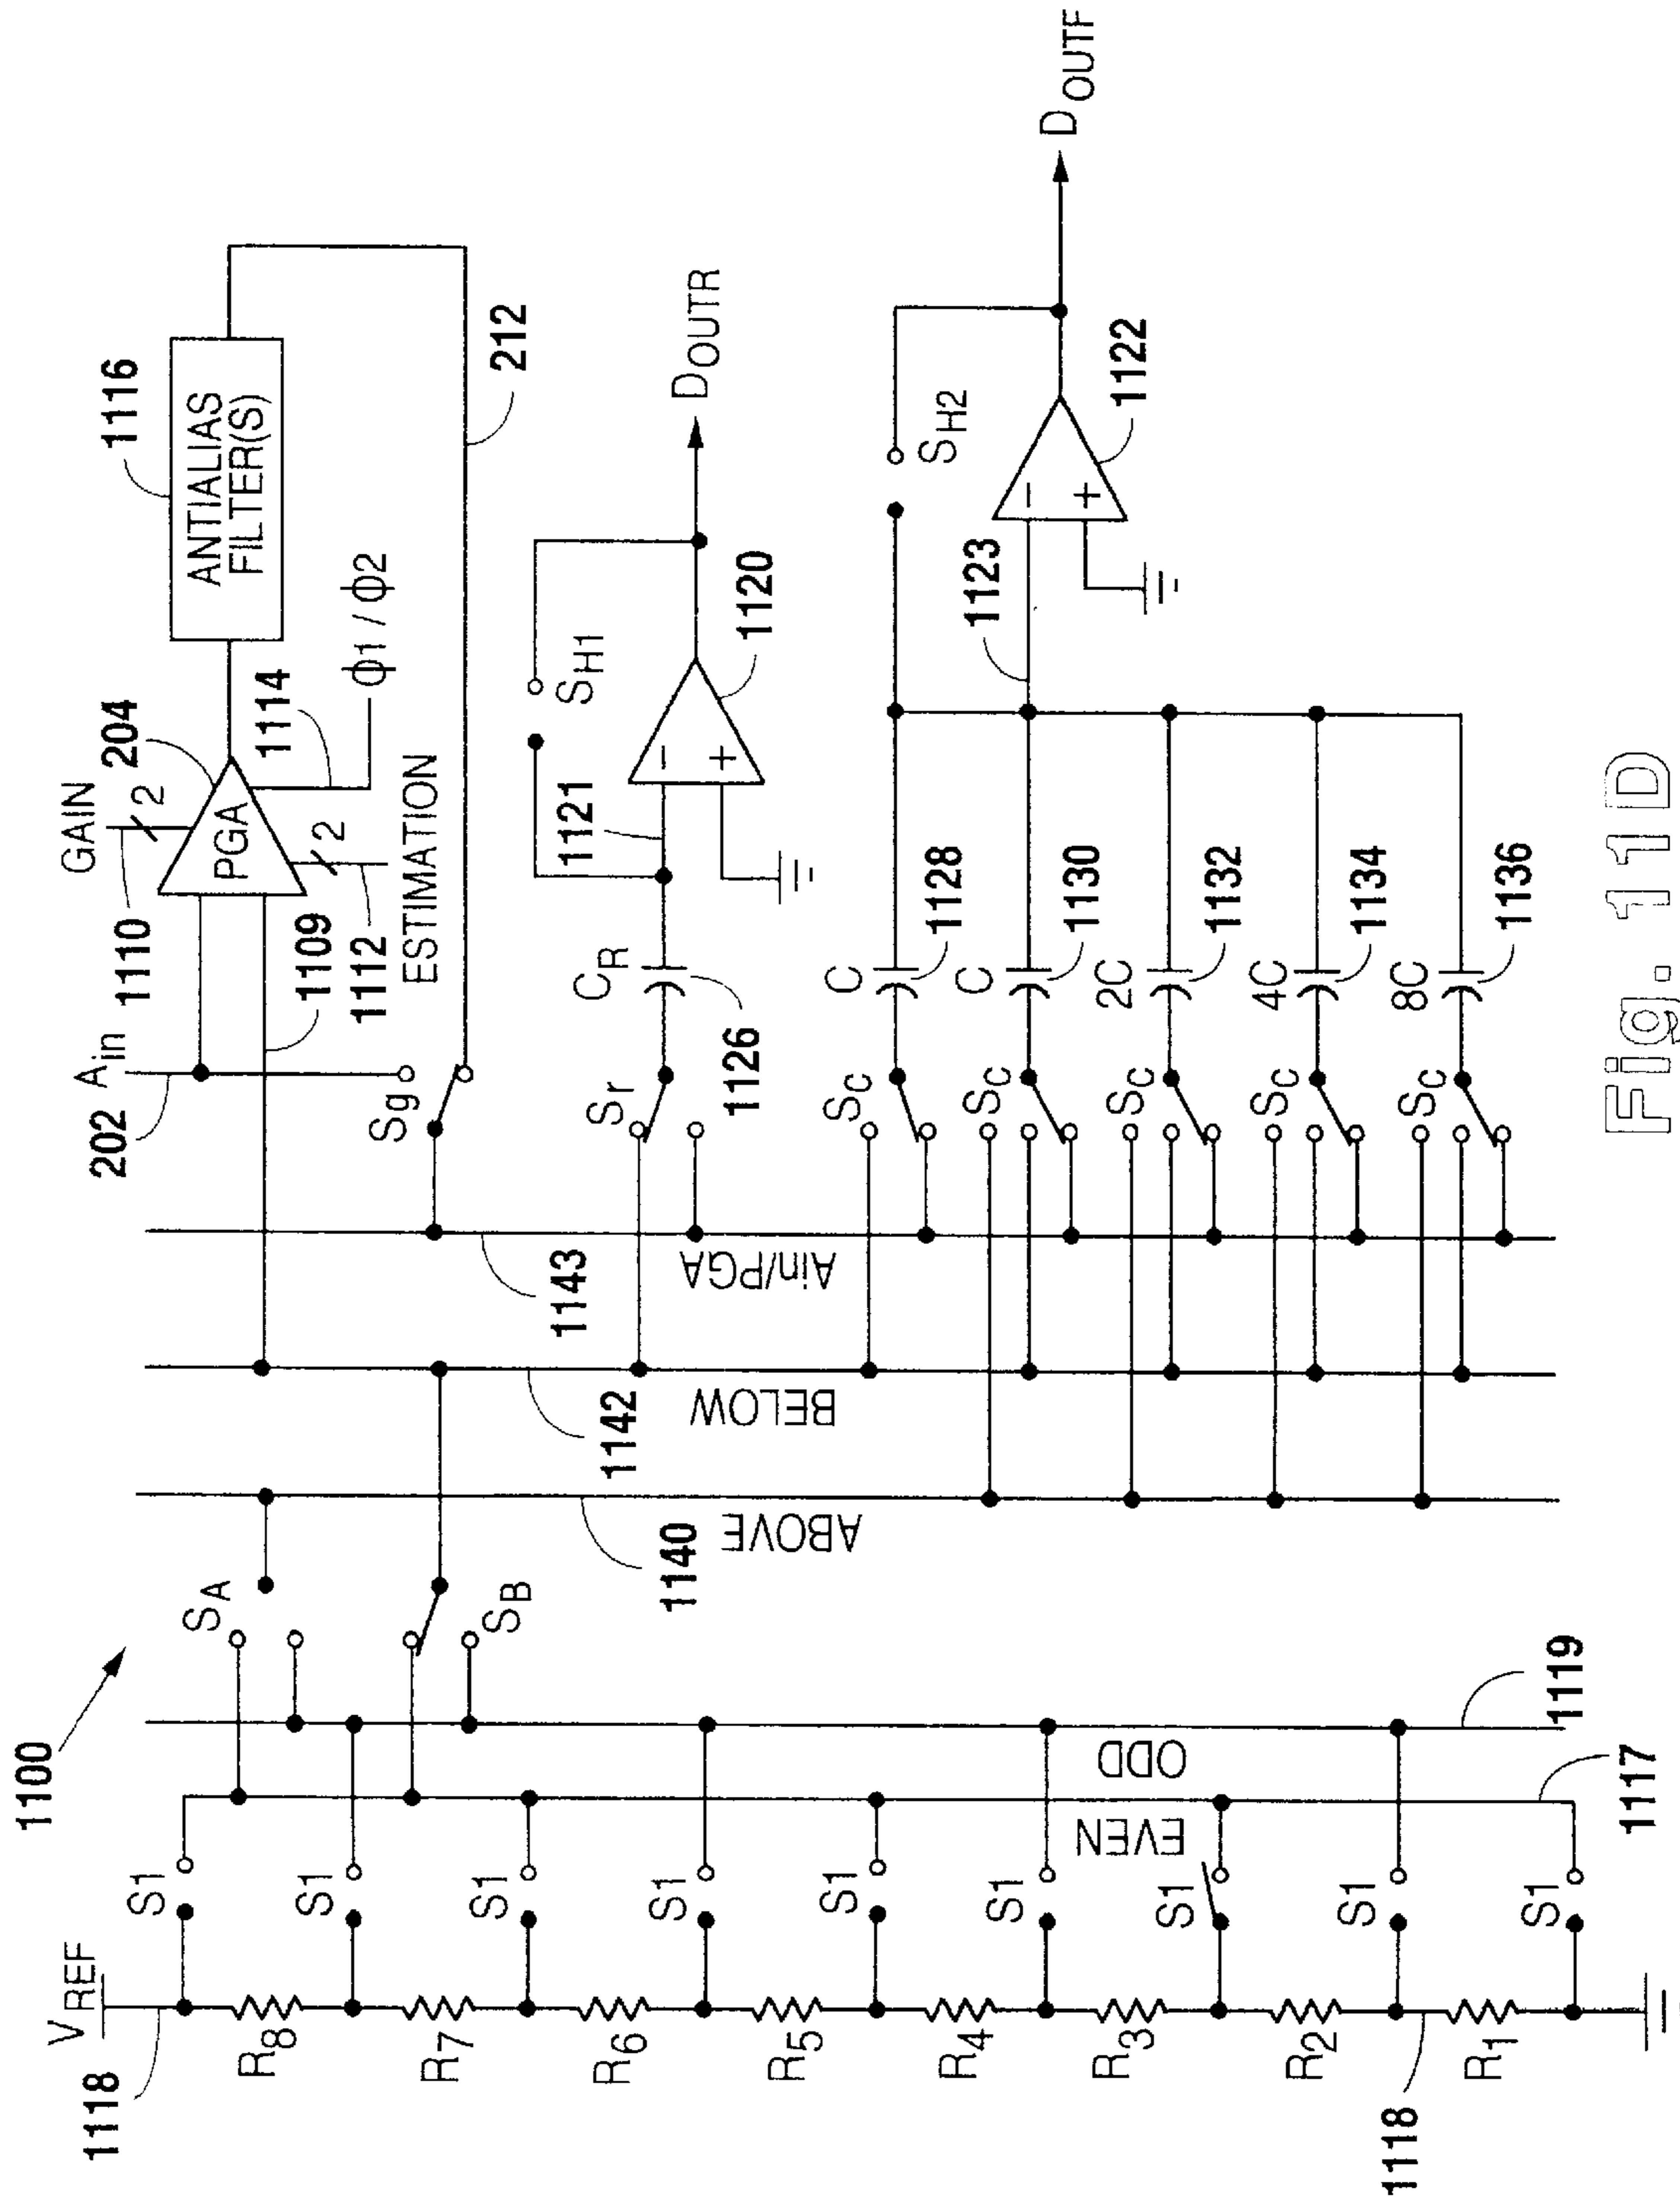 1100
V_REF
1118
S1
R8
S1
R7
S1
R6
S1
R5
S1
R4
S1
R3
S1
R2
S1
1118
R1
S1
EVEN
ODD
1117
1119
S_A
S_B
ABOVE
1140
BELOW
1142
Ain/PGA
1143
202
A_in
1110
GAIN
2
204
PGA
1109
1112
2
ESTIMATION
1114
ϕ1 / ϕ2
1116
ANTIALIAS
FILTER(S)
212
S_g
S_r
C_R
1126
1121
S_H1
−
+
1120
D_OUTR
S_C
C
1128
S_C
C
1130
S_C
2C
1132
S_C
4C
1134
S_C
8C
1136
1123
S_H2
−
+
1122
D_OUTF
Fig. 11D